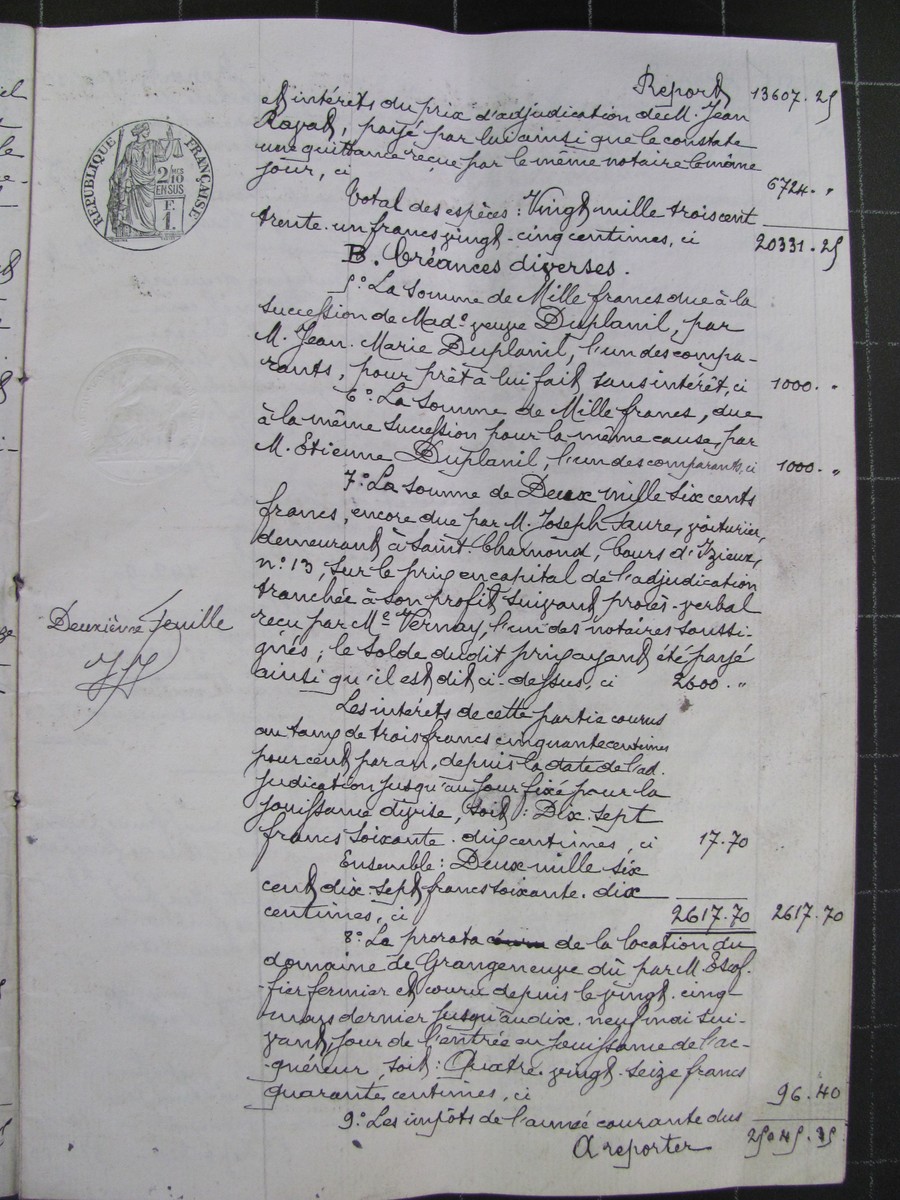 Report 13607.25
et intérêts du prix d'adjudication de M. Jean
Royat, payé par lui ainsi que le constate
une quittance reçue par le même notaire le même
jour, ci 6724. "
Total des espèces: Vingt mille trois cent
trente-un francs vingt-cinq centimes, ci 20331.25
B. Créances diverses.
5° La somme de Mille francs due à la
succession de Mad.e veuve Duplanil, par
M. Jean-Marie Duplanil, l'un des compa-
rants, pour prêt à lui fait sans intérêt, ci 1000. "
6° La somme de Mille francs, due
à la même succession pour la même cause, par
M. Etienne Duplanil, l'un des comparants, ci 1000. "
7° La somme de Deux mille six cents
francs, encore due par M. Joseph Faure, voiturier,
demeurant à Saint-Chamond, Cours d'Izieux,
n° 13, sur le prix en capital de l'adjudication
tranchée à son profit suivant procès-verbal
reçu par Me Vernay, l'un des notaires soussi-
gnés; le solde dudit prix ayant été payé
ainsi qu'il est dit ci-dessus, ci 2600. "
Les intérêts de cette partie courus
au taux de trois francs cinquante centimes
pour cent par an, depuis la date de l'ad-
judication jusqu'au jour fixé pour la
jouissance divise, soit: Dix-sept
francs soixante-dix centimes, ci 17.70
Ensemble: Deux mille six
cent dix-sept francs soixante-dix
centimes, ci 2617.70 2617.70
8° Le prorata de la location du
domaine de Grangeneuve dû par M. Escof-
fier fermier et couru depuis le vingt-cinq
mars dernier jusqu'au dix-neuf mai sui-
vant, jour de l'entrée en jouissance de l'ac-
quéreur, soit: Quatre-vingt-seize francs
quarante centimes, ci 96.40
9° Les impôts de l'année courante dus
A reporter 25045.35
Deuxième Feuille
RÉPUBLIQUE FRANÇAISE
2/10 MES
EN SUS
F.
1.